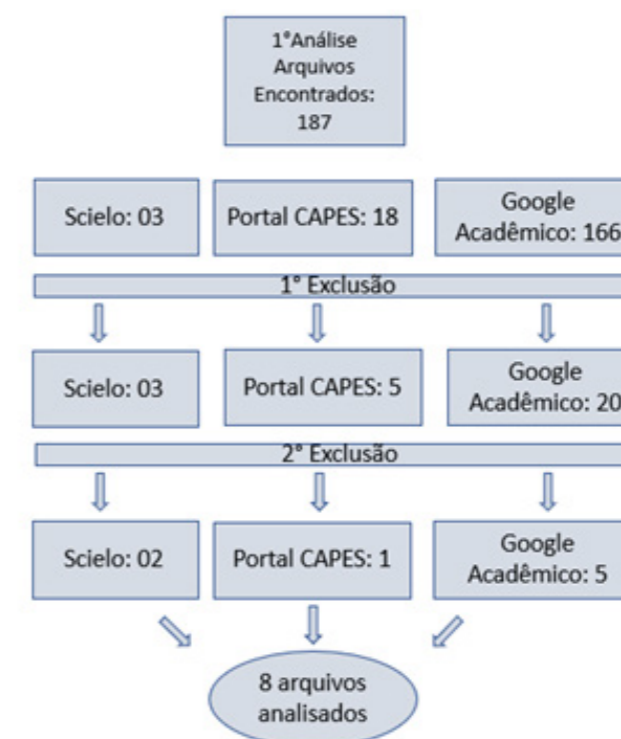 1°Análise
Arquivos
Encontrados:
187
Scielo: 03
Portal CAPES: 18
Google
Acadêmico: 166
1° Exclusão
Scielo: 03
Portal CAPES: 5
Google
Acadêmico: 20
2° Exclusão
Scielo: 02
Portal CAPES: 1
Google
Acadêmico: 5
8 arquivos
analisados